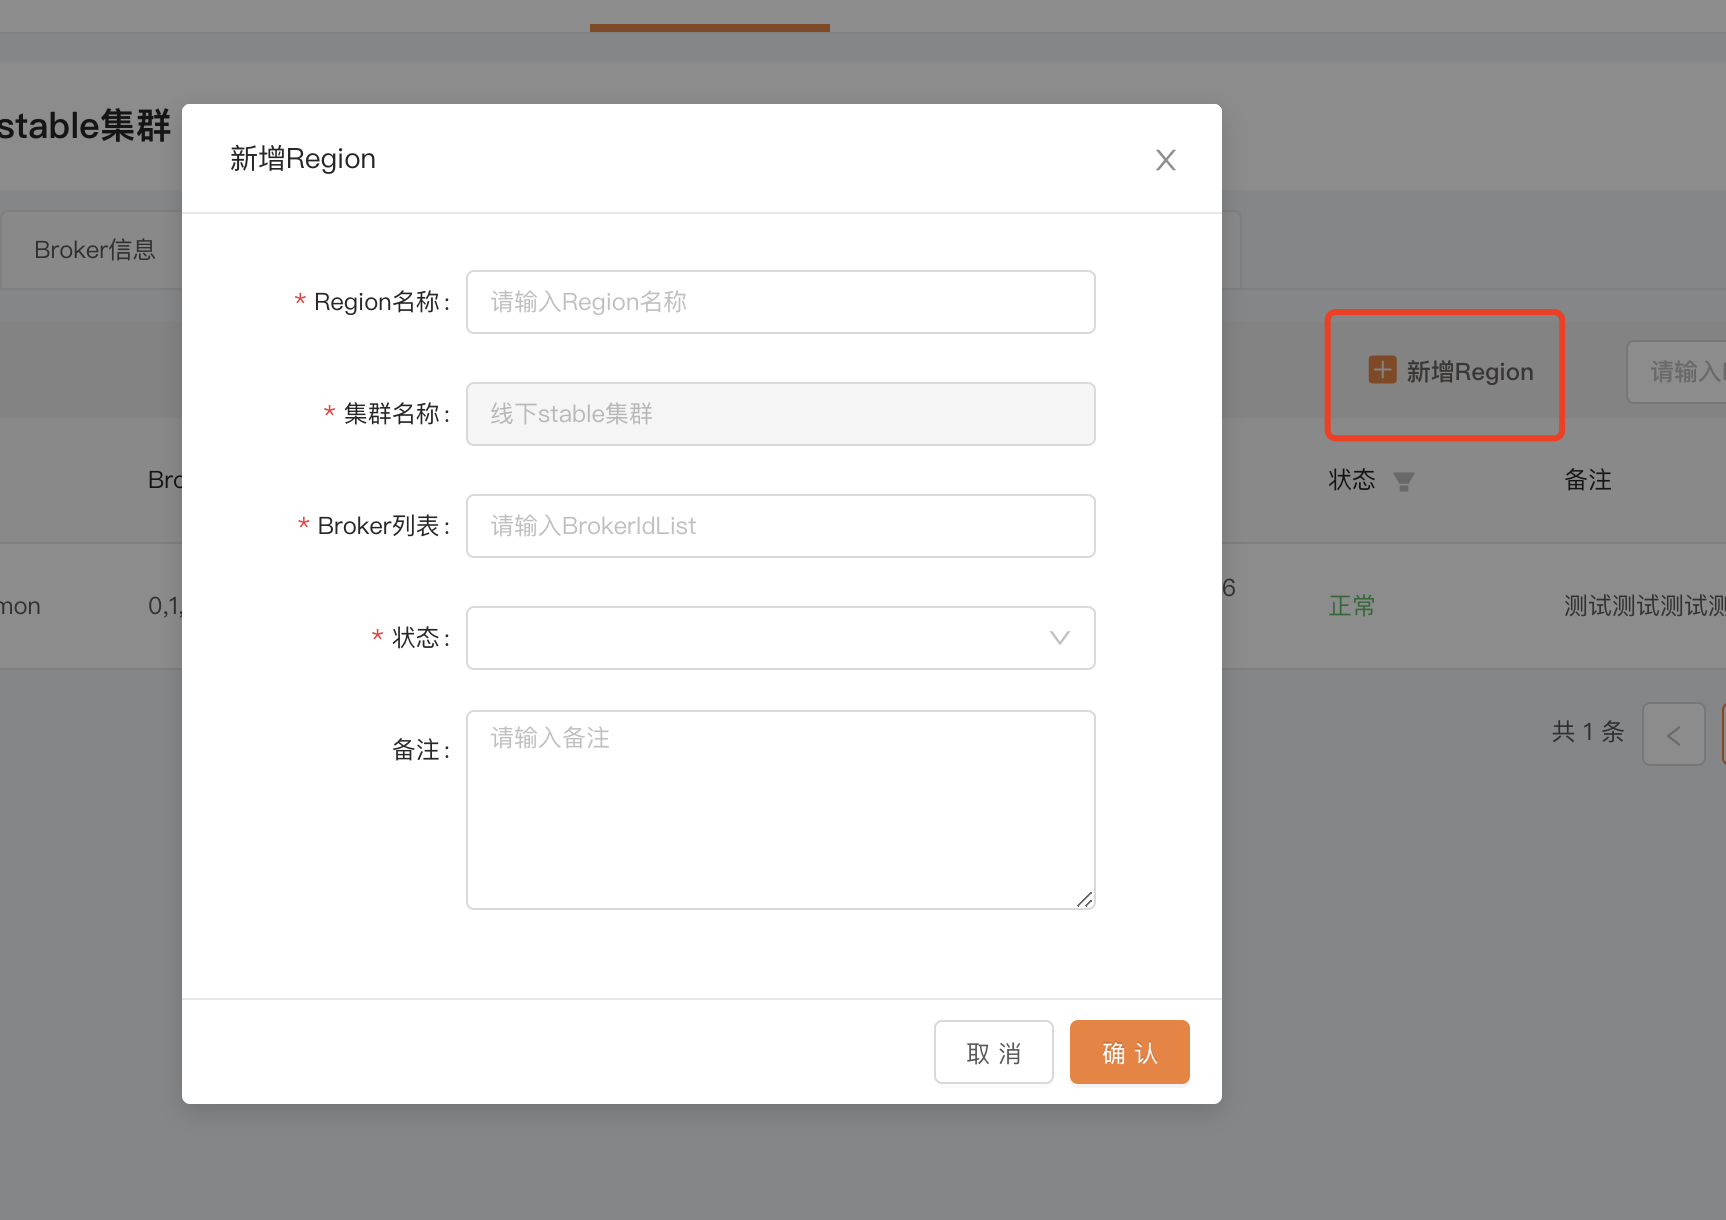 stable集群
新增Region
Broker信息
* Region名称:
请输入Region名称
新增Region
请输入
* 集群名称:
线下stable集群
状态
备注
* Broker列表:
请输入BrokerIdList
mon
0,1,
6
正常
测试测试测试测
* 状态:
备注:
请输入备注
共 1 条
<
取 消
确 认